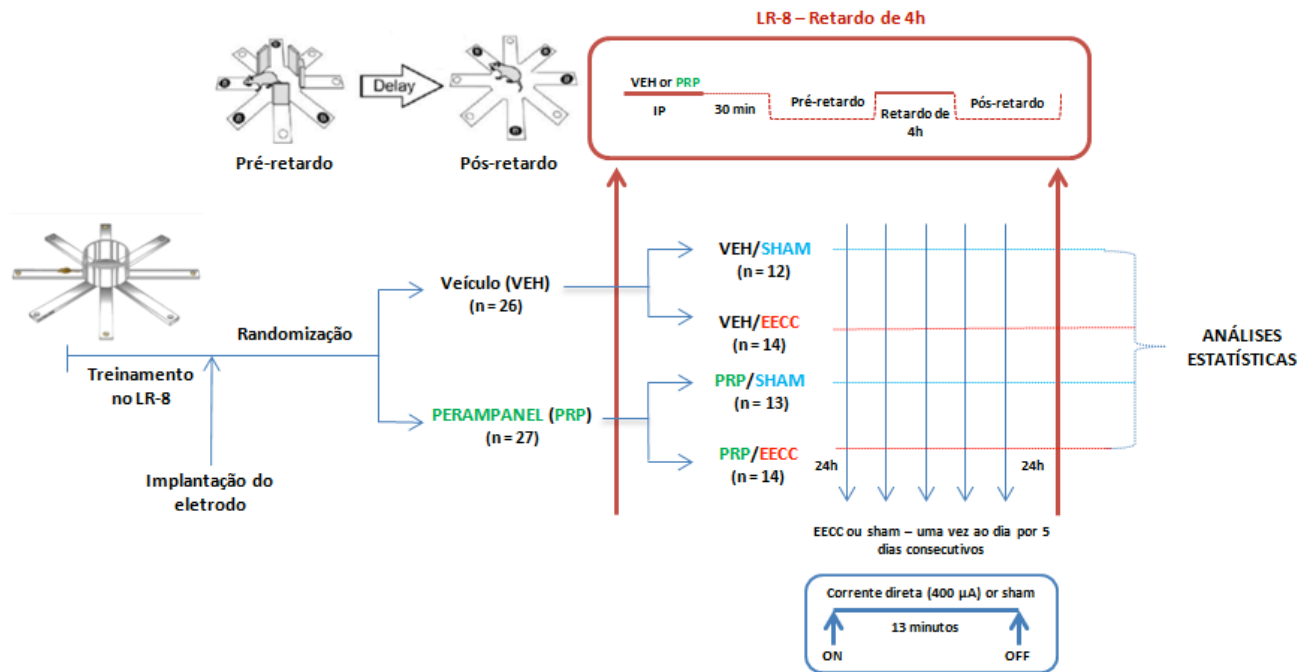 LR-8 – Retardo de 4h
VEH or PRP
IP
30 min
Pré-retardo
Retardo de
4h
Pós-retardo
Delay
Pré-retardo
Pós-retardo
Treinamento
no LR-8
Implantação do
eletrodo
Randomização
Veículo (VEH)
(n = 26)
PERAMPANEL (PRP)
(n = 27)
VEH/SHAM
(n = 12)
VEH/EECC
(n = 14)
PRP/SHAM
(n = 13)
PRP/EECC
(n = 14)
24h
24h
ANÁLISES
ESTATÍSTICAS
EECC ou sham – uma vez ao dia por 5
dias consecutivos
Corrente direta (400 µA) or sham
13 minutos
ON
OFF